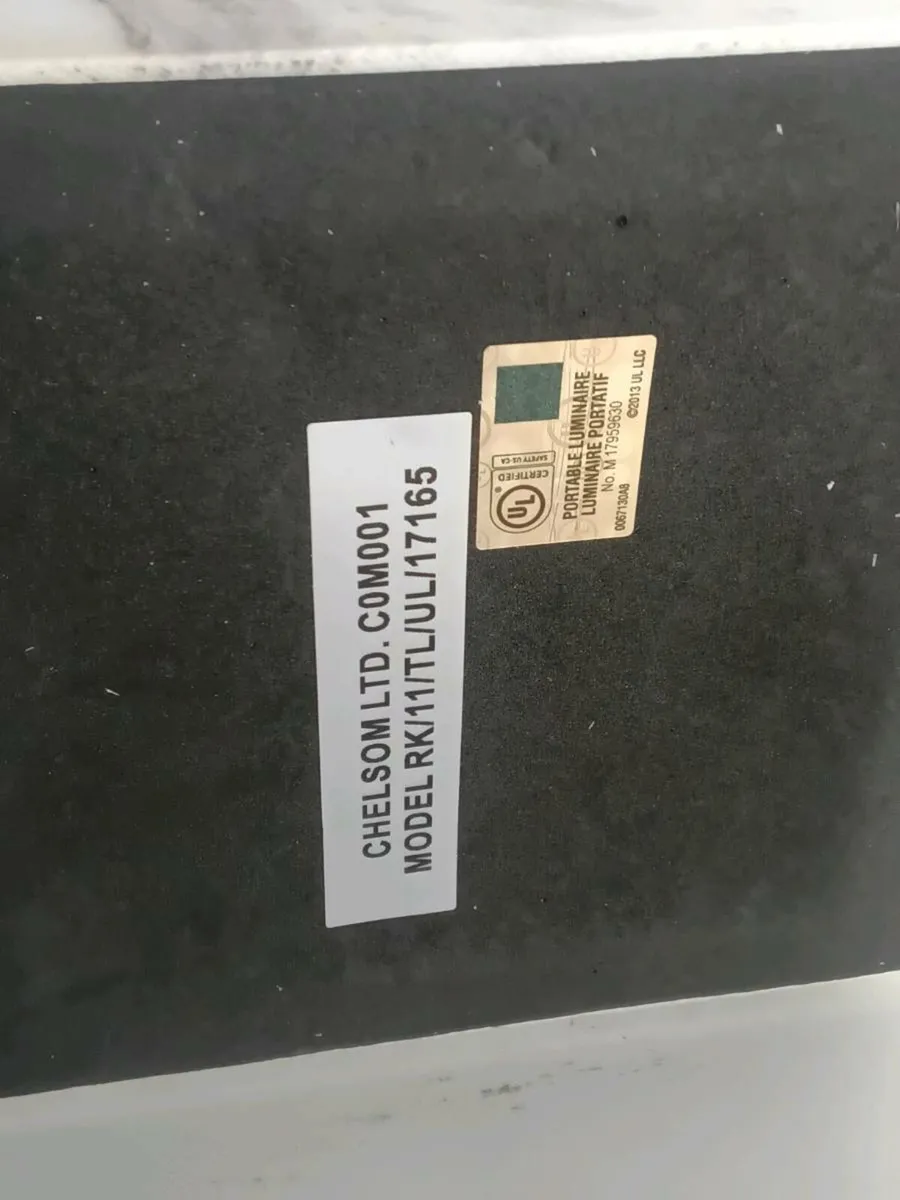 CHELSOM LTD. C0M001
MODEL RK/11/TL/UL/17165
UL
®
CERTIFIED
SAFETY US-CA
PORTABLE LUMINAIRE
LUMINAIRE PORTATIF
No. M 17959630
0067130AB
©2013 UL LLC